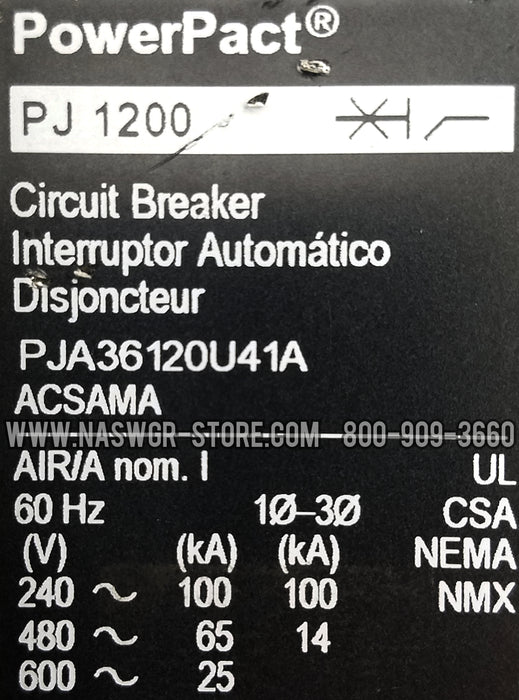 PowerPact®
PJ 1200
Circuit Breaker
Interruptor Automático
Disjoncteur
PJA36120U41A
ACSAMA
WWW.NASWGR-STORE.COM 800-909-3660
AIR/A nom. I UL
60 Hz 1Ø–3Ø CSA
(V) (kA) (kA) NEMA
240 ~ 100 100 NMX
480 ~ 65 14
600 ~ 25